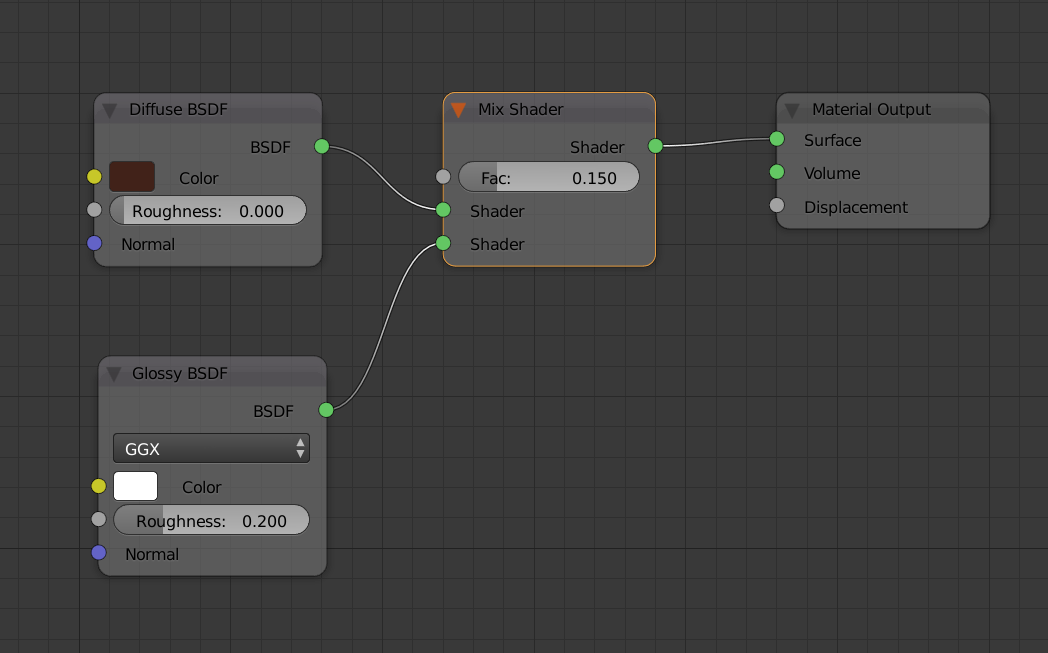 Diffuse BSDF
BSDF
Color
Roughness: 0.000
Normal
Mix Shader
Shader
Fac: 0.150
Shader
Shader
Material Output
Surface
Volume
Displacement
Glossy BSDF
BSDF
GGX
Color
Roughness: 0.200
Normal